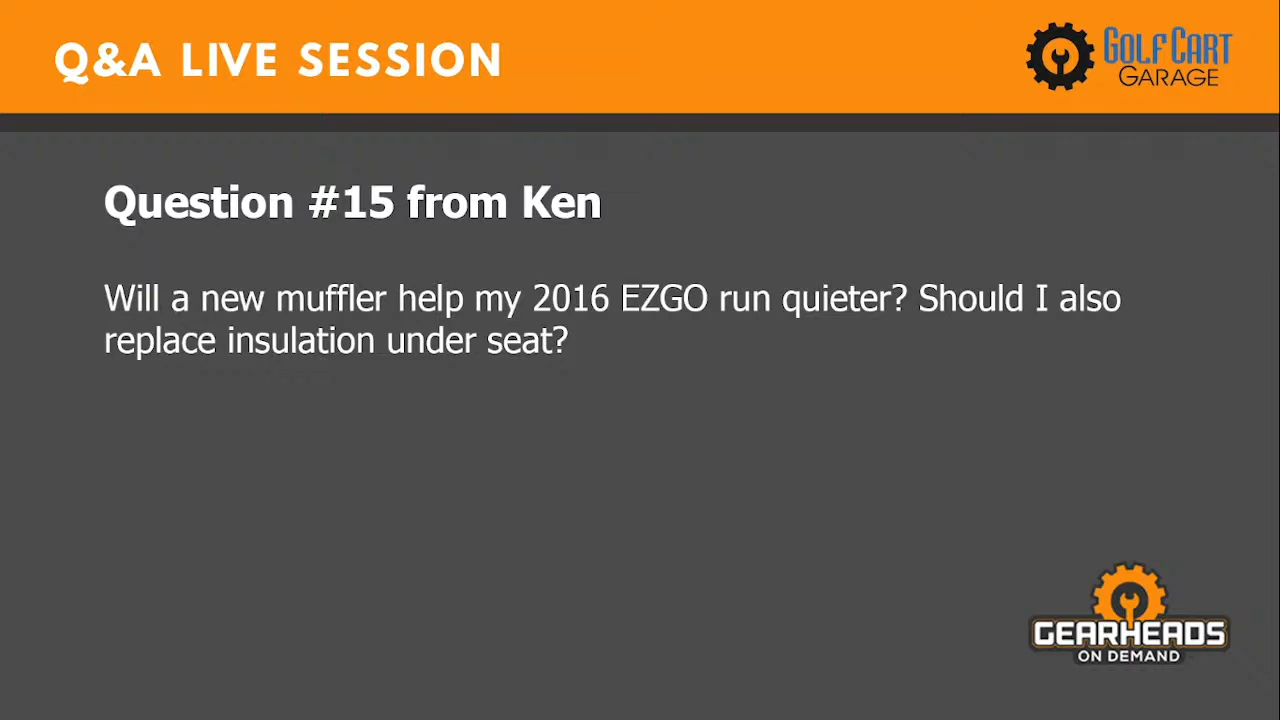 Q&A LIVE SESSION
GOLF CART
GARAGE
Question #15 from Ken
Will a new muffler help my 2016 EZGO run quieter? Should I also
replace insulation under seat?
GEARHEADS
ON DEMAND